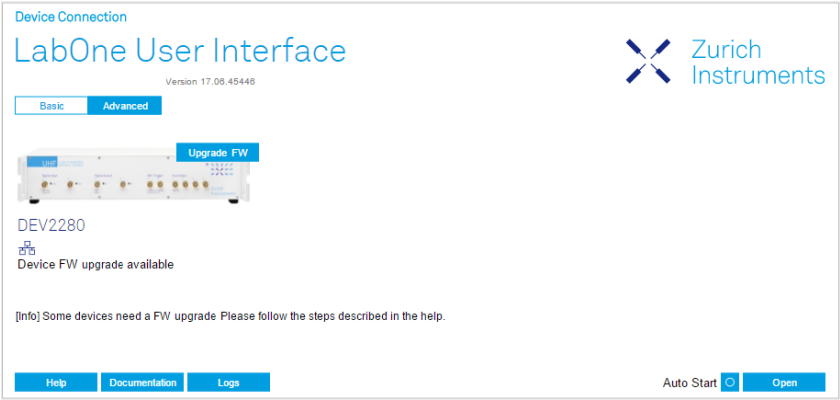 Device Connection
LabOne User Interface
Zurich
Instruments
Version 17.06.45446
Basic
Advanced
Upgrade FW
UHF
DEV2280
Device FW upgrade available
[Info] Some devices need a FW upgrade Please follow the steps described in the help.
Help
Documentation
Logs
Auto Start
Open